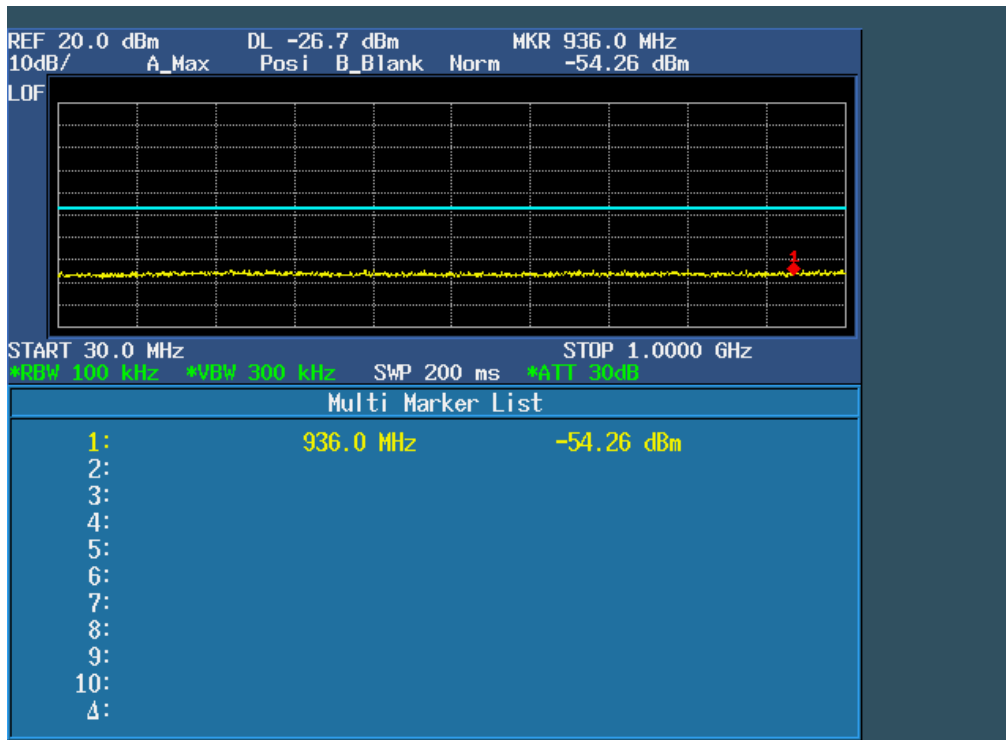 REF 20.0 dBm DL -26.7 dBm MKR 936.0 MHz
10dB/ A_Max Posi B_Blank Norm -54.26 dBm
LOF
1
START 30.0 MHz STOP 1.0000 GHz
*RBW 100 kHz *VBW 300 kHz SWP 200 ms *ATT 30dB
Multi Marker List
1: 936.0 MHz -54.26 dBm
2:
3:
4:
5:
6:
7:
8:
9:
10:
Δ: